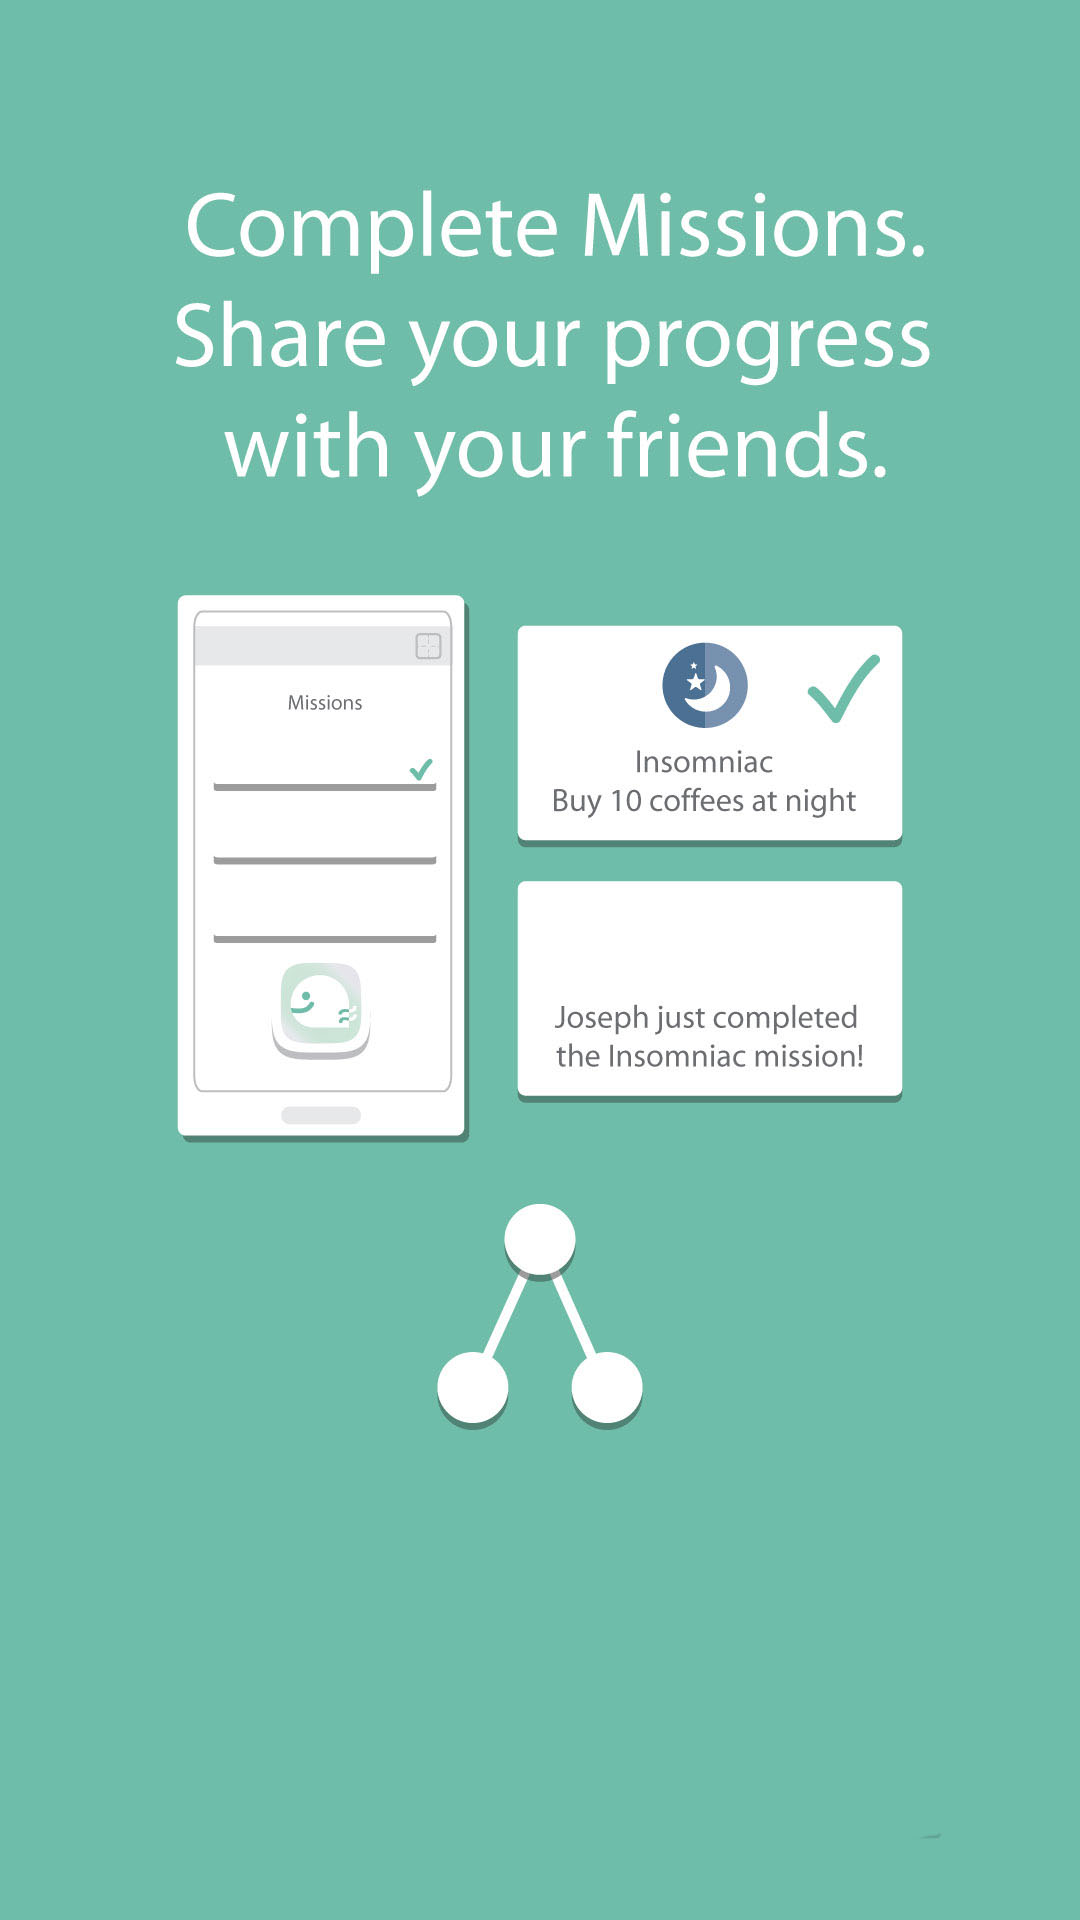 Complete Missions.
Share your progress
with your friends.
Missions
Insomniac
Buy 10 coffees at night
Joseph just completed
the Insomniac mission!